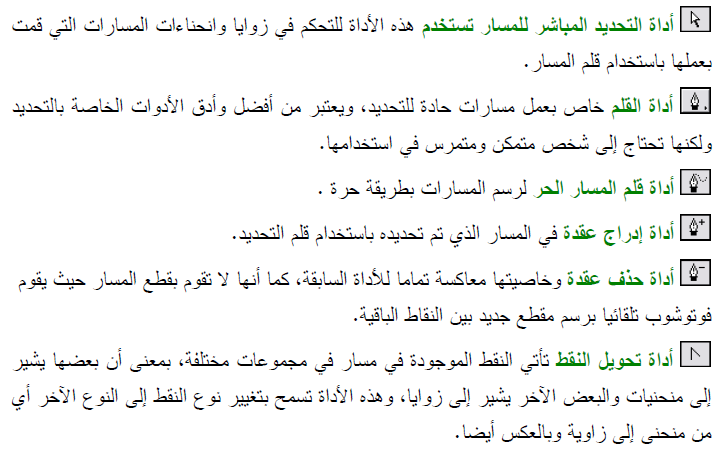 أداة التحديد المباشر للمسار تستخدم هذه الأداة للتحكم في زوايا وانحناءات المسارات التي قمت
بعملها باستخدام قلم المسار.
أداة القلم خاص بعمل مسارات حادة للتحديد، ويعتبر من أفضل وأدق الأدوات الخاصة بالتحديد
ولكنها تحتاج إلى شخص متمكن ومتمرس في استخدامها.
أداة قلم المسار الحر لرسم المسارات بطريقة حرة .
أداة إدراج عقدة في المسار الذي تم تحديده باستخدام قلم التحديد.
أداة حذف عقدة وخاصيتها معاكسة تماما للأداة السابقة، كما أنها لا تقوم بقطع المسار حيث يقوم
فوتوشوب تلقائيا برسم مقطع جديد بين النقاط الباقية.
أداة تحويل النقط تأتي النقط الموجودة في مسار في مجموعات مختلفة، بمعنى أن بعضها يشير
إلى منحنيات والبعض الآخر يشير إلى زوايا، وهذه الأداة تسمح بتغيير نوع النقط إلى النوع الآخر أي
من منحنى إلى زاوية وبالعكس أيضا.